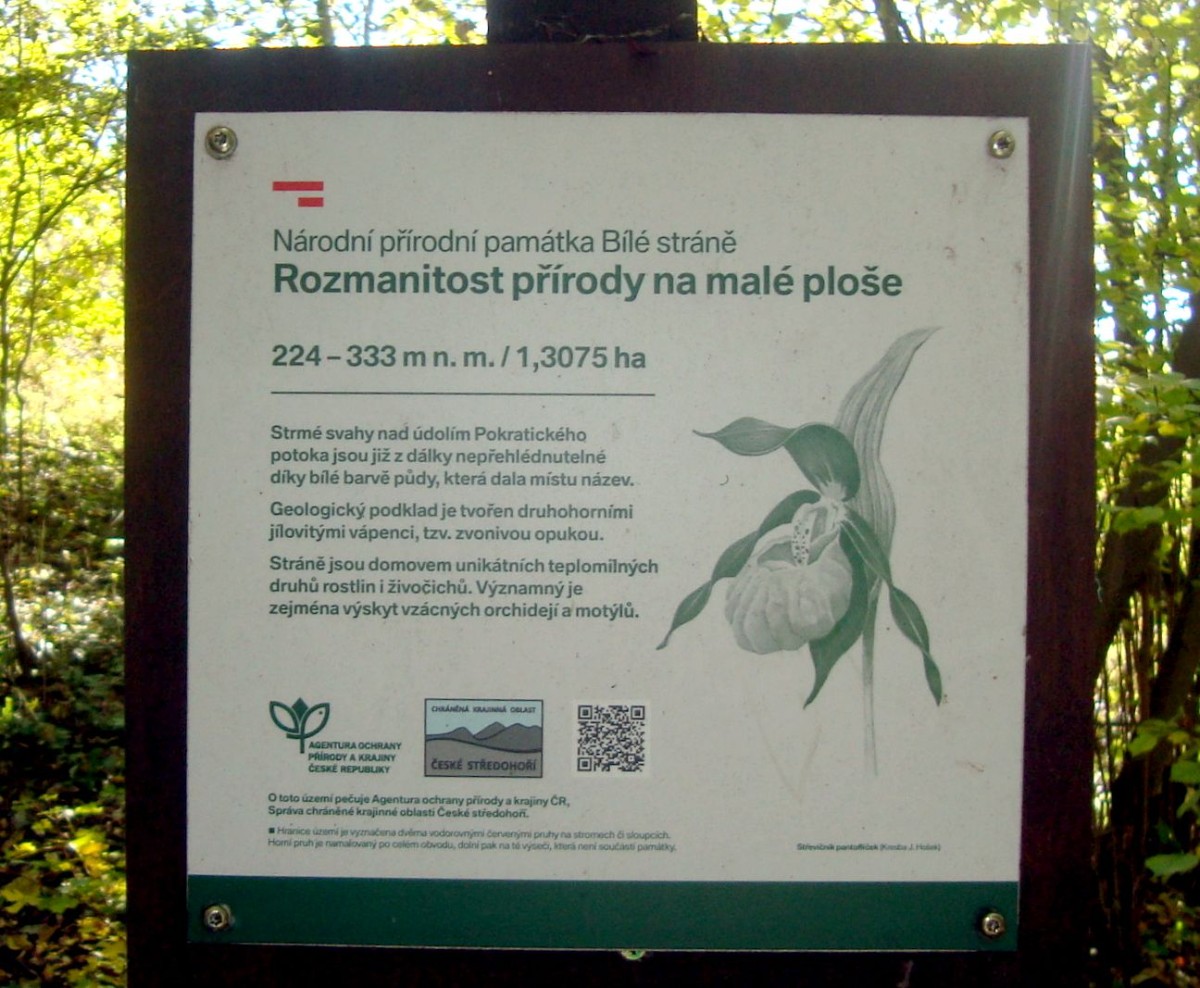 Národní přírodní památka Bílé stráně
Rozmanitost přírody na malé ploše
224 – 333 m n. m. / 1,3075 ha
Strmé svahy nad údolím Pokratického
potoka jsou již z dálky nepřehlédnutelné
díky bílé barvě půdy, která dala místu název.
Geologický podklad je tvořen druhohorními
jílovitými vápenci, tzv. zvonivou opukou.
Stráně jsou domovem unikátních teplomilných
druhů rostlin i živočichů. Významný je
zejména výskyt vzácných orchidejí a motýlů.
AGENTURA OCHRANY
PŘÍRODY A KRAJINY
ČESKÉ REPUBLIKY
CHRÁNĚNÁ KRAJINNÁ OBLAST
ČESKÉ STŘEDOHOŘÍ
O toto území pečuje Agentura ochrany přírody a krajiny ČR,
Správa chráněné krajinné oblasti České středohoří.
■ Hranice území je vyznačena dvěma vodorovnými červenými pruhy na stromech či sloupcích.
Horní pruh je namalovaný po celém obvodu, dolní pak na té výseči, která není součástí památky.
Střevíčník pantoflíček (Kresba J. Hošek)